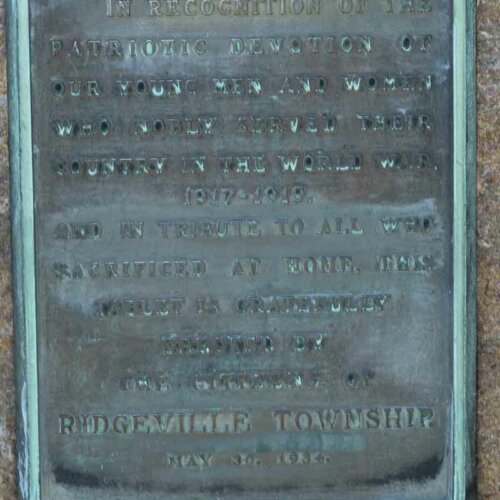 IN RECOGNITION OF THE
PATRIOTIC DEVOTION OF
OUR YOUNG MEN AND WOMEN
WHO NOBLY SERVED THEIR
COUNTRY IN THE WORLD WAR,
1917-1919.
AND IN TRIBUTE TO ALL WHO
SACRIFICED AT HOME, THIS
TABLET IS GRATEFULLY
ERECTED BY
THE CITIZENS OF
RIDGEVILLE TOWNSHIP.
MAY 30, 1934.